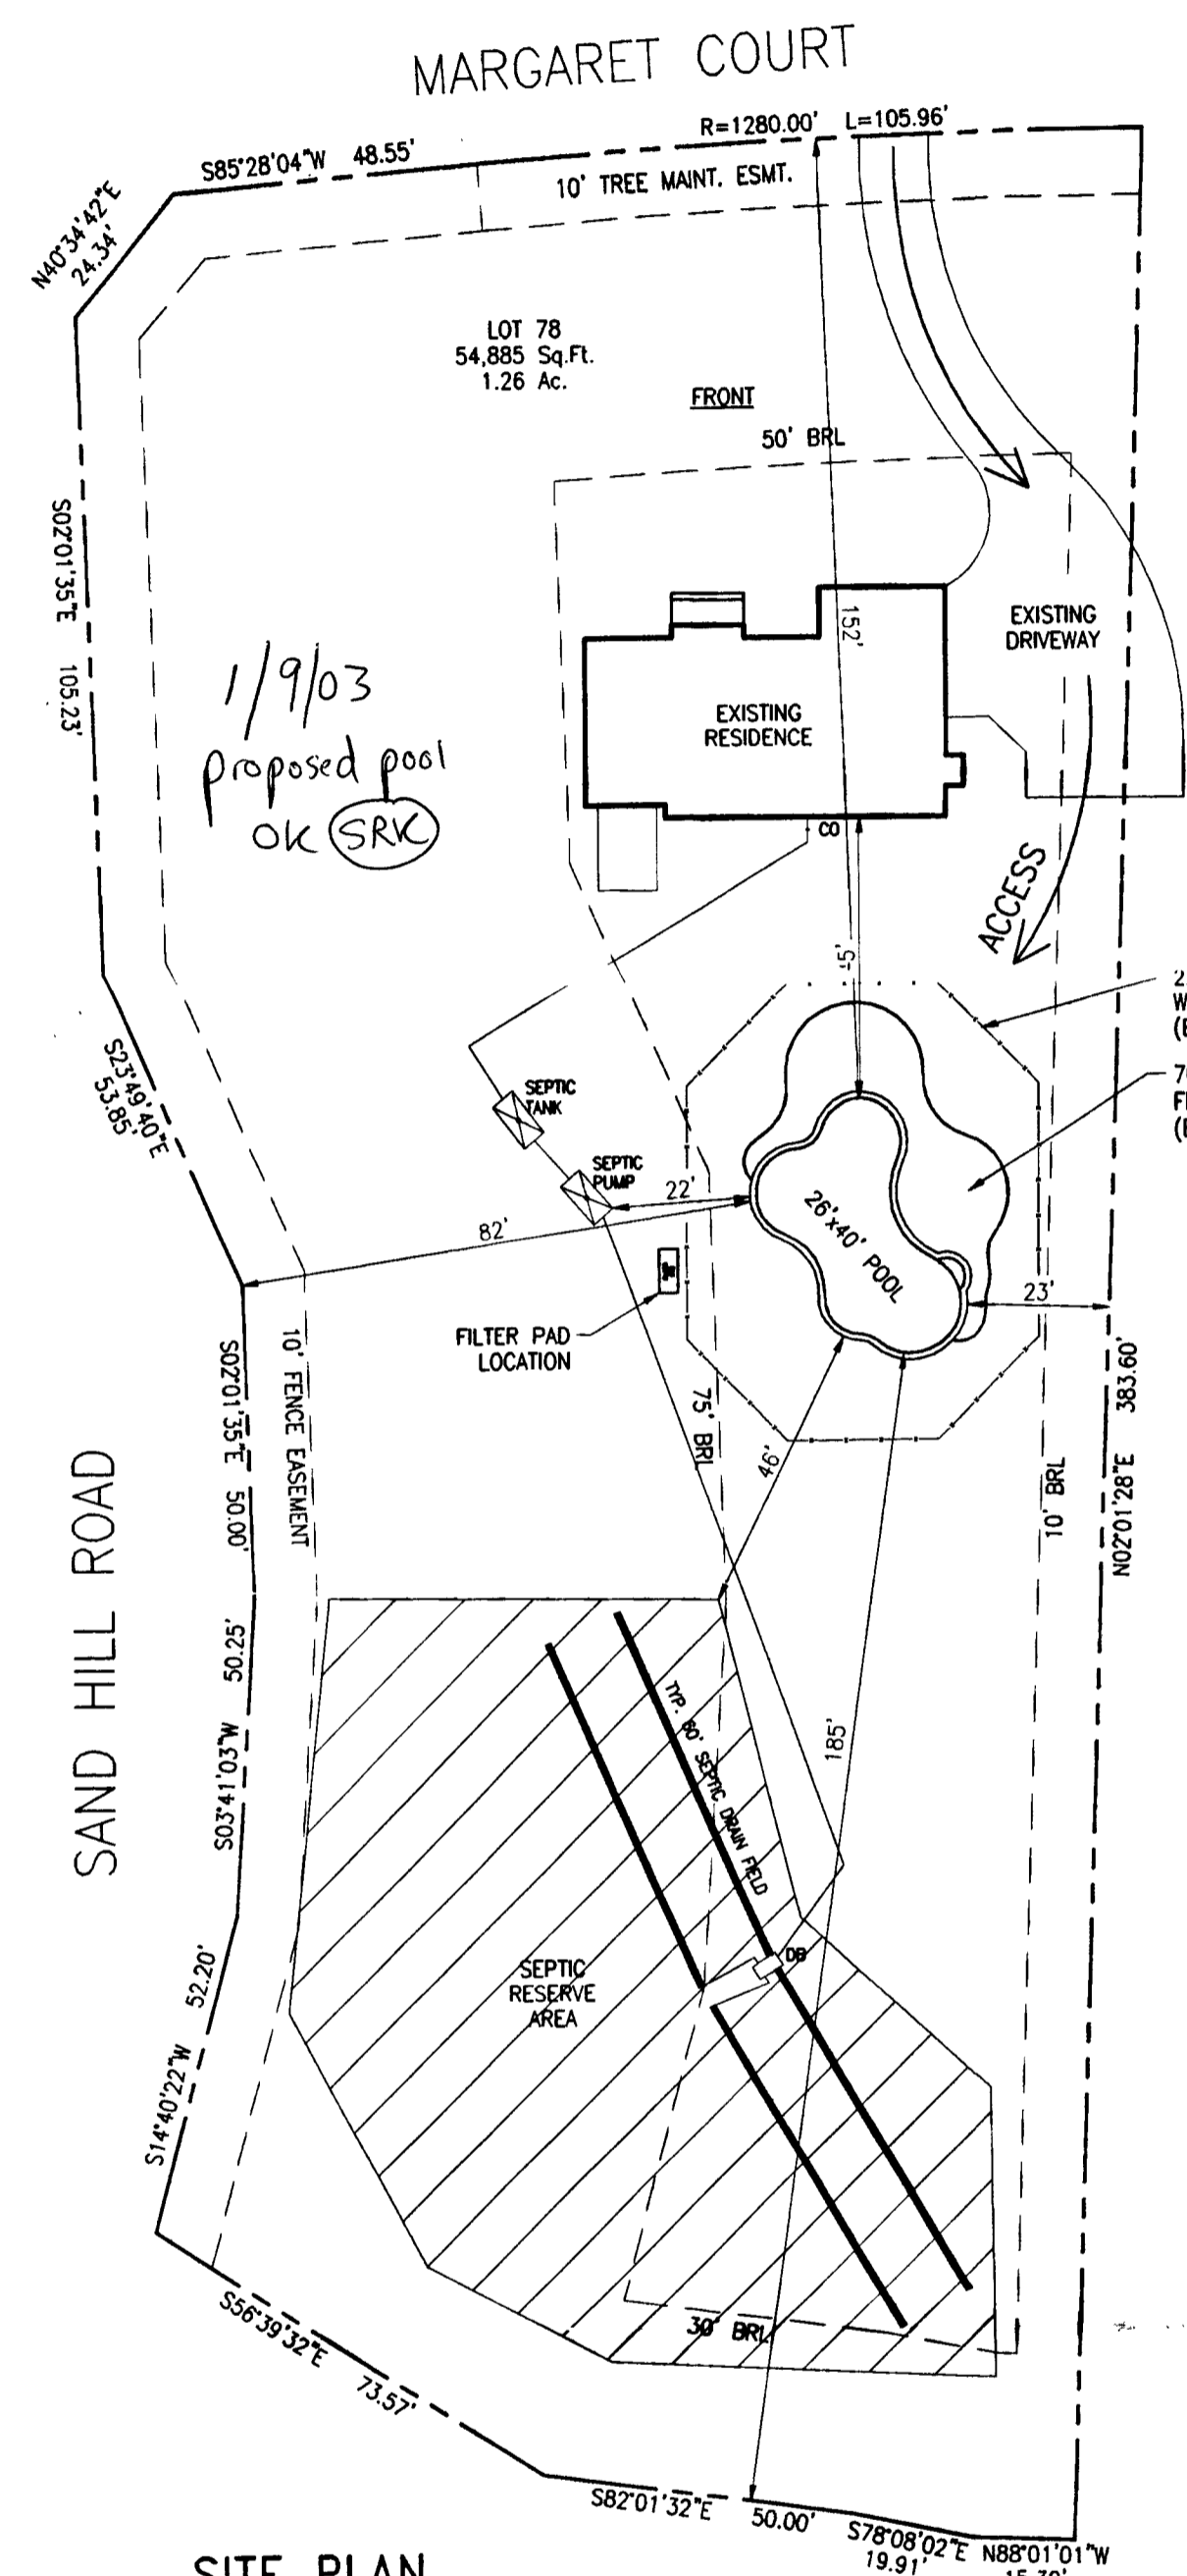 MARGARET COURT
R=1280.00' L=105.96'
S85°28'04"W 48.55'
10' TREE MAINT. ESMT.
N40°34'42"E
24.34'
LOT 78
54,885 Sq.Ft.
1.26 Ac.
FRONT
50' BRL
S02°01'35"E 105.23'
152'
EXISTING
DRIVEWAY
1/9/03
proposed pool
OK SRK
EXISTING
RESIDENCE
ACCESS
S23°49'40"E
53.85'
SEPTIC
TANK
SEPTIC
PUMP
22'
82'
26'x40' POOL
23'
FILTER PAD
LOCATION
S02°01'35"E 50.00'
10' FENCE EASEMENT
75' BRL
46'
10' BRL
N02°01'28"E 383.60'
SAND HILL ROAD
S03°41'03"W 50.25'
TYP. 60' SEPTIC DRAIN FIELD
185'
DB
SEPTIC
RESERVE
AREA
S14°40'22"W 52.20'
30' BRL
S56°39'32"E 73.57'
S82°01'32"E 50.00'
S78°08'02"E
19.91'
N88°01'01"W
SITE PLAN